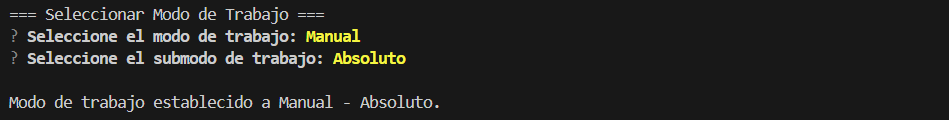 === Seleccionar Modo de Trabajo ===
? Seleccione el modo de trabajo: Manual
? Seleccione el submodo de trabajo: Absoluto
Modo de trabajo establecido a Manual - Absoluto.